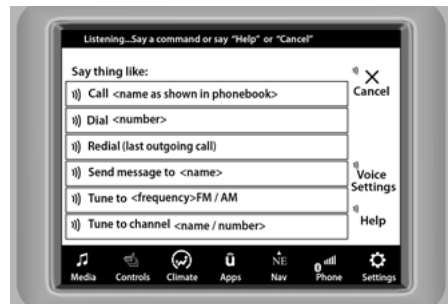 Listening...Say a command or say "Help" or "Cancel"
Say thing like:
Call <name as shown in phonebook>
Dial <number>
Redial (last outgoing call)
Send message to <name>
Tune to <frequency>FM / AM
Tune to channel <name / number>
Cancel
Voice
Settings
Help
NE
Media Controls Climate Apps Nav Phone Settings